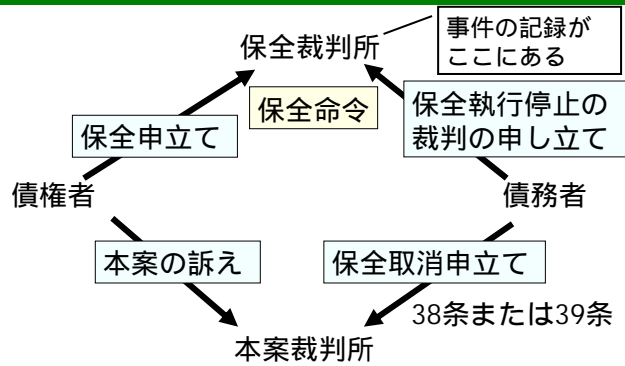 事件の記録が
ここにある
保全裁判所
保全命令
保全執行停止の
裁判の申し立て
保全申立て
債権者
債務者
本案の訴え
保全取消申立て
38条または39条
本案裁判所